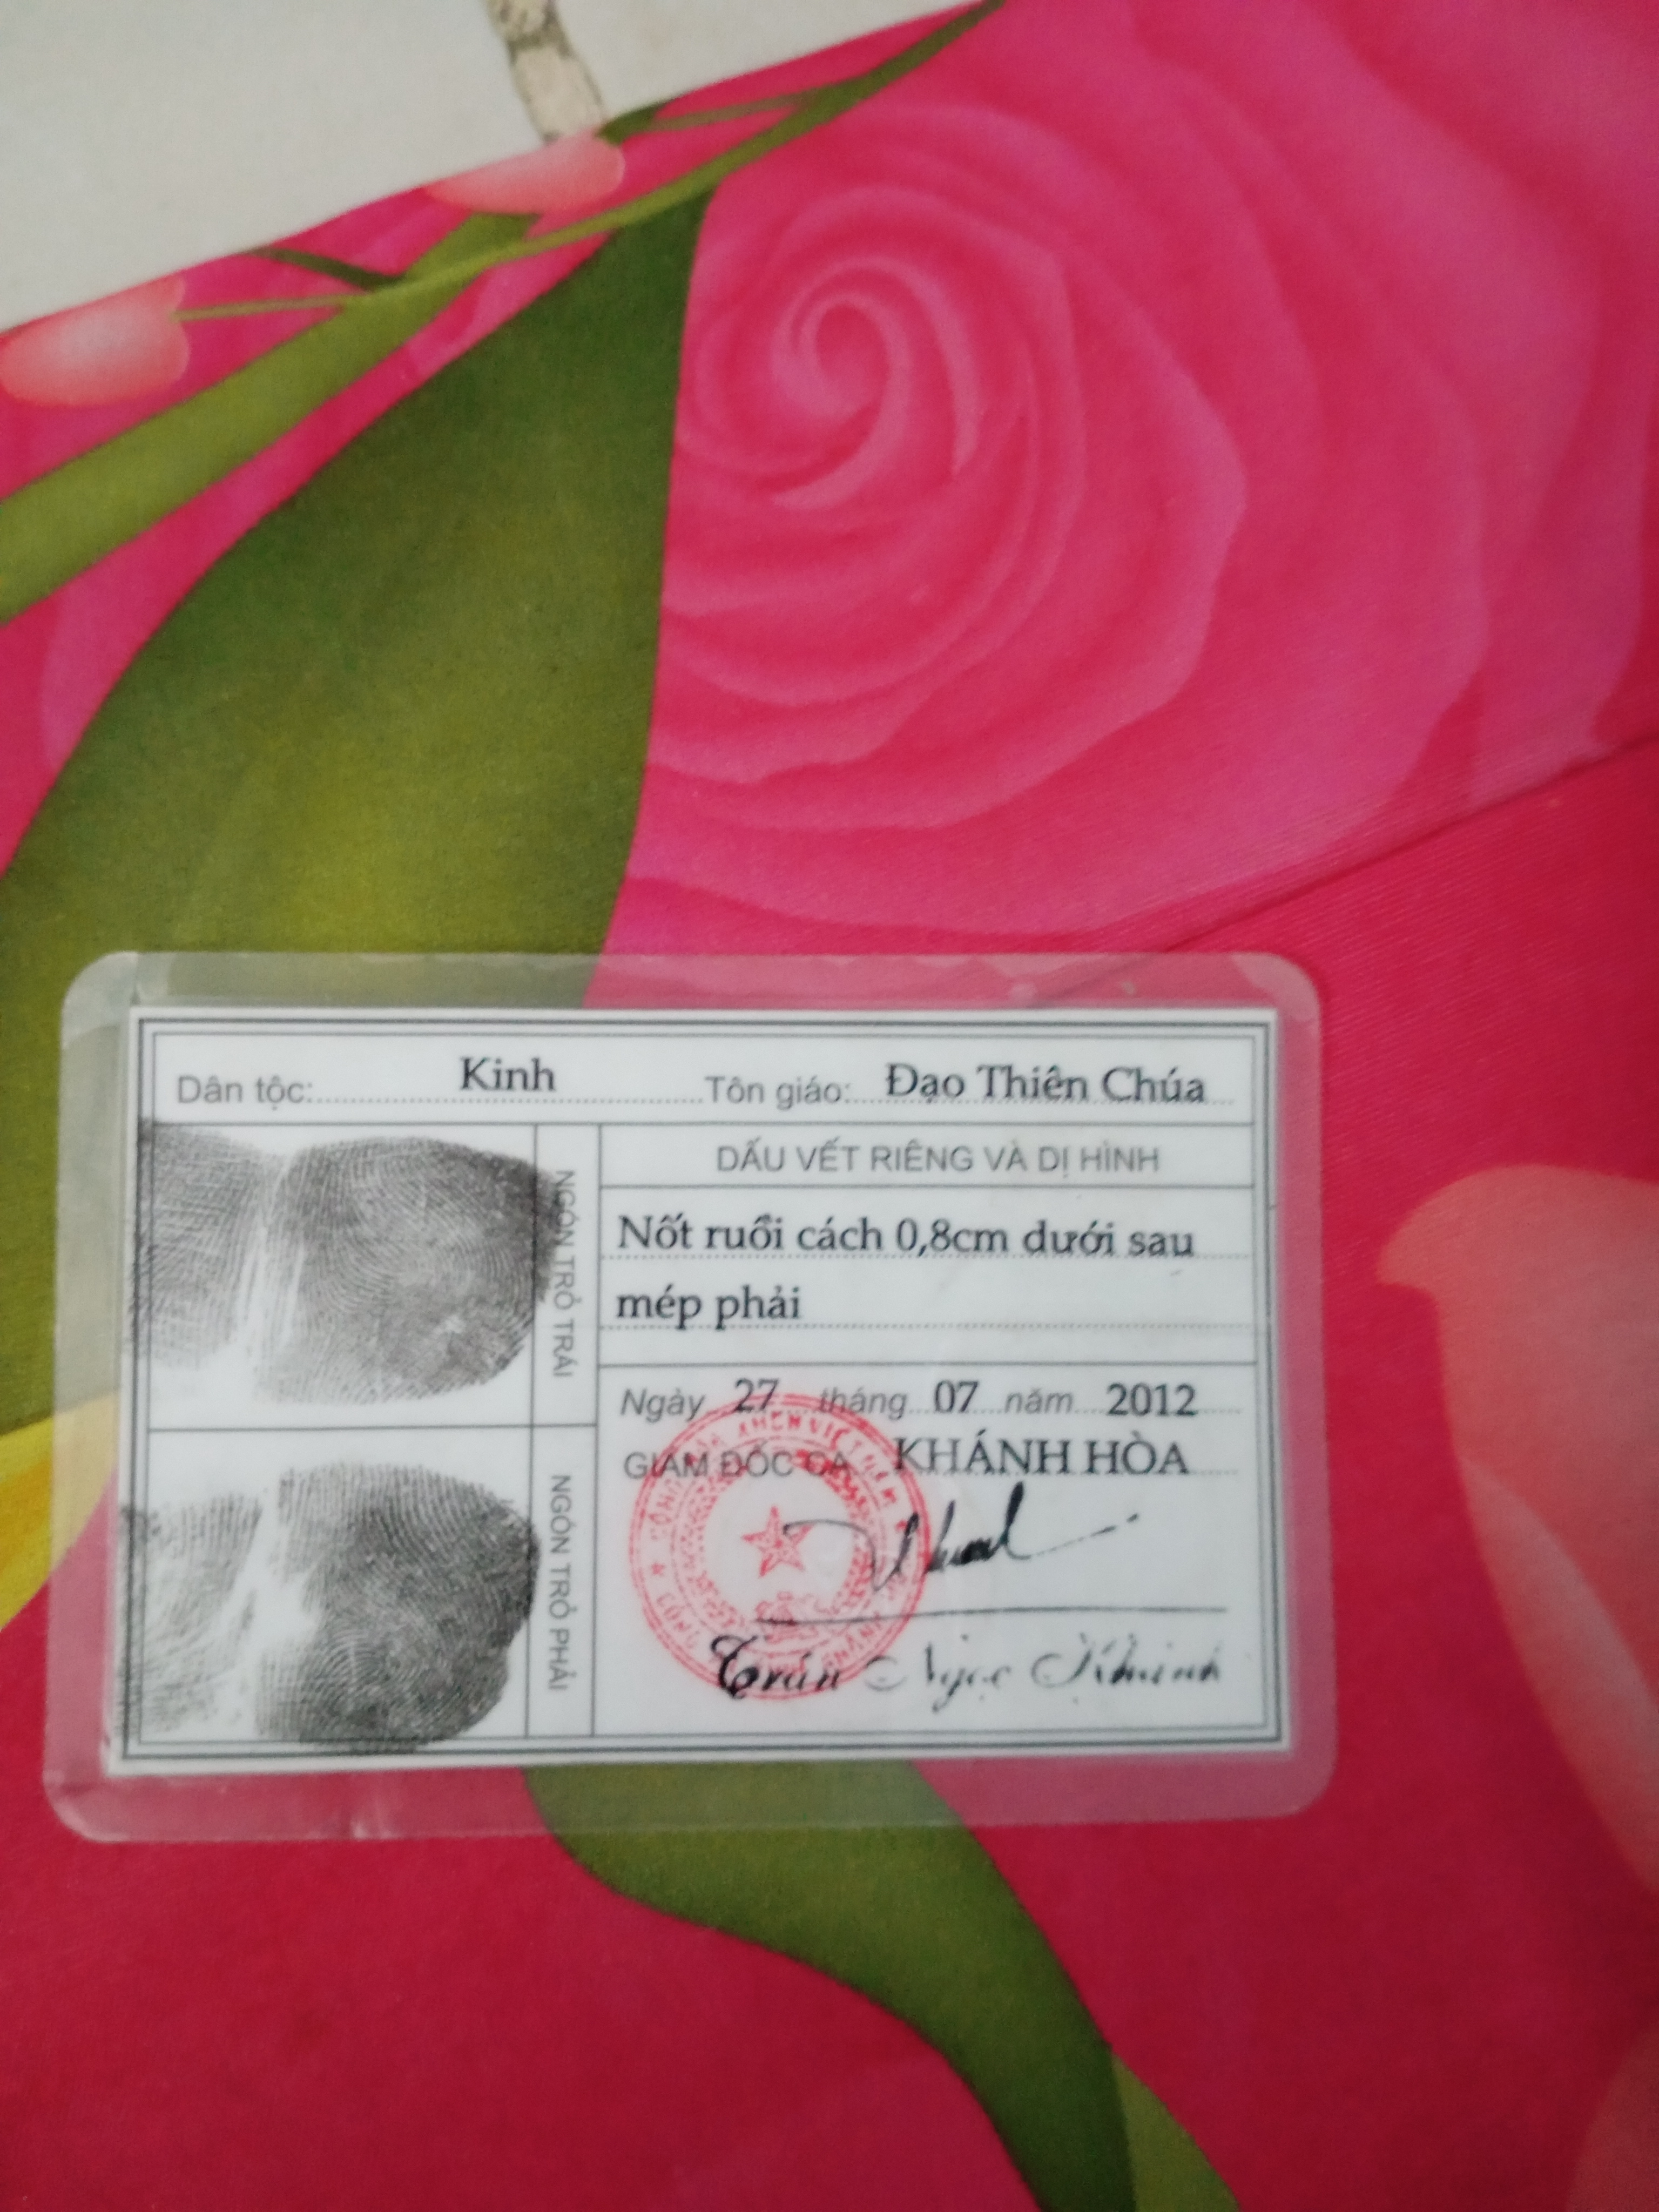 Dân tộc: Kinh Tôn giáo: Đạo Thiên Chúa
NGÓN TRỎ TRÁI
NGÓN TRỎ PHẢI
DẤU VẾT RIÊNG VÀ DỊ HÌNH
Nốt ruồi cách 0,8cm dưới sau
mép phải
Ngày 27 tháng 07 năm 2012
GIÁM ĐỐC CA KHÁNH HÒA
Trần Ngọc Khánh